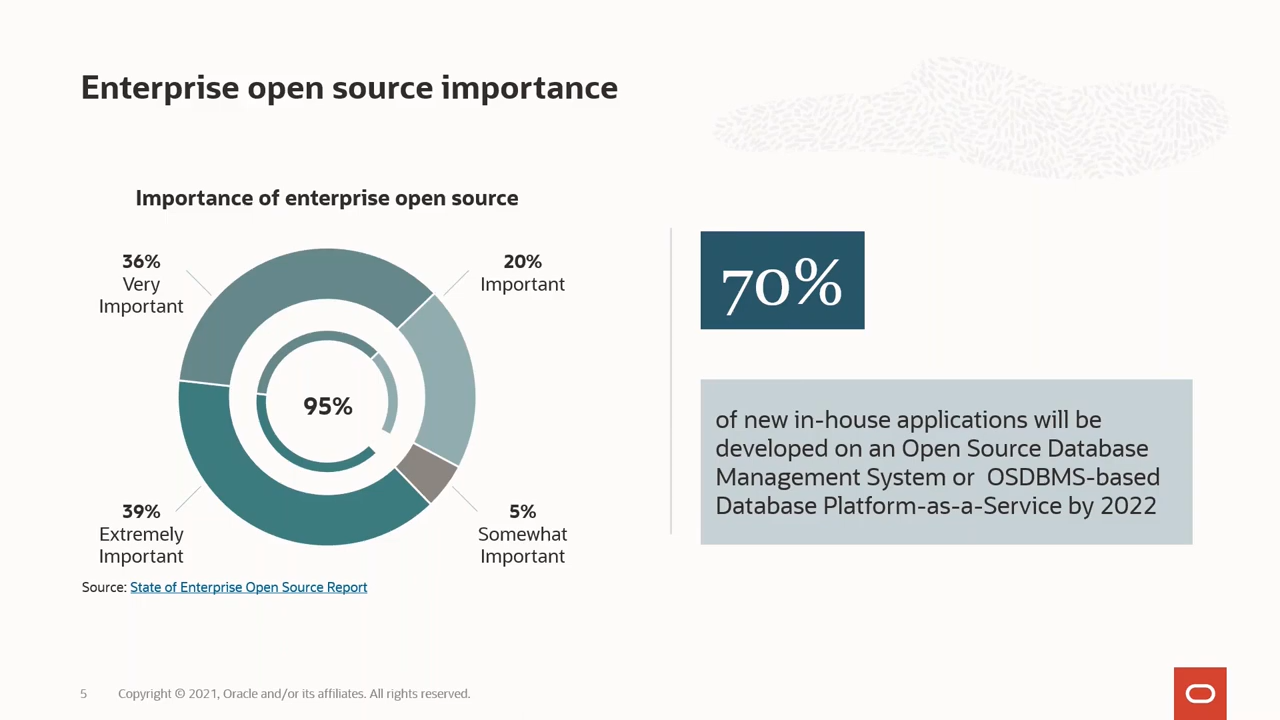 Enterprise open source importance
Importance of enterprise open source
36%
Very
Important
20%
Important
95%
39%
Extremely
Important
5%
Somewhat
Important
Source: State of Enterprise Open Source Report
70%
of new in-house applications will be
developed on an Open Source Database
Management System or OSDBMS-based
Database Platform-as-a-Service by 2022
5
Copyright © 2021, Oracle and/or its affiliates. All rights reserved.